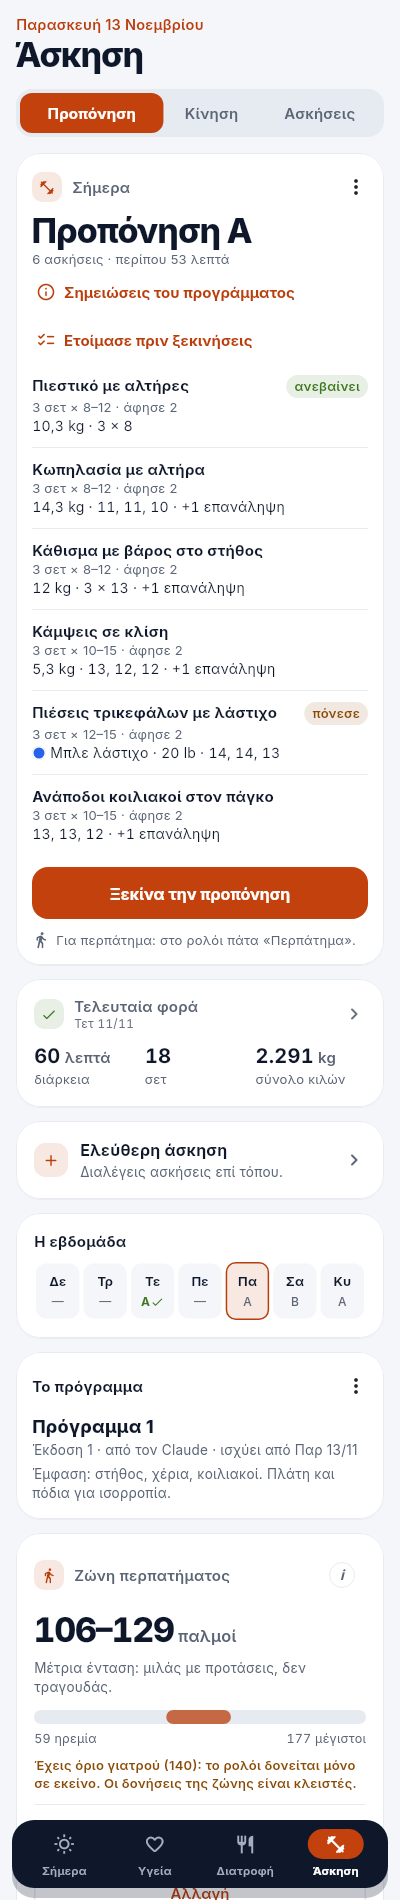 Παρασκευή 13 Νοεμβρίου
Άσκηση
Προπόνηση Κίνηση Ασκήσεις
Σήμερα
Προπόνηση Α
6 ασκήσεις · περίπου 53 λεπτά
Σημειώσεις του προγράμματος
Ετοίμασε πριν ξεκινήσεις
Πιεστικό με αλτήρες ανεβαίνει
3 σετ × 8–12 · άφησε 2
10,3 kg · 3 × 8
Κωπηλασία με αλτήρα
3 σετ × 8–12 · άφησε 2
14,3 kg · 11, 11, 10 · +1 επανάληψη
Κάθισμα με βάρος στο στήθος
3 σετ × 8–12 · άφησε 2
12 kg · 3 × 13 · +1 επανάληψη
Κάμψεις σε κλίση
3 σετ × 10–15 · άφησε 2
5,3 kg · 13, 12, 12 · +1 επανάληψη
Πιέσεις τρικεφάλων με λάστιχο πόνεσε
3 σετ × 12–15 · άφησε 2
Μπλε λάστιχο · 20 lb · 14, 14, 13
Ανάποδοι κοιλιακοί στον πάγκο
3 σετ × 10–15 · άφησε 2
13, 13, 12 · +1 επανάληψη
Ξεκίνα την προπόνηση
Για περπάτημα: στο ρολόι πάτα «Περπάτημα».
Τελευταία φορά
Τετ 11/11
60 λεπτά 18 2.291 kg
διάρκεια σετ σύνολο κιλών
Ελεύθερη άσκηση
Διαλέγεις ασκήσεις επί τόπου.
Η εβδομάδα
Δε Τρ Τε Πε Πα Σα Κυ
— — Α — Α Β Α
Το πρόγραμμα
Πρόγραμμα 1
Έκδοση 1 · από τον Claude · ισχύει από Παρ 13/11
Έμφαση: στήθος, χέρια, κοιλιακοί. Πλάτη και
πόδια για ισορροπία.
Ζώνη περπατήματος i
106–129 παλμοί
Μέτρια ένταση: μιλάς με προτάσεις, δεν
τραγουδάς.
59 ηρεμία 177 μέγιστοι
Έχεις όριο γιατρού (140): το ρολόι δονείται μόνο
σε εκείνο. Οι δονήσεις της ζώνης είναι κλειστές.
Σήμερα Υγεία Διατροφή Άσκηση
Αλλαγή